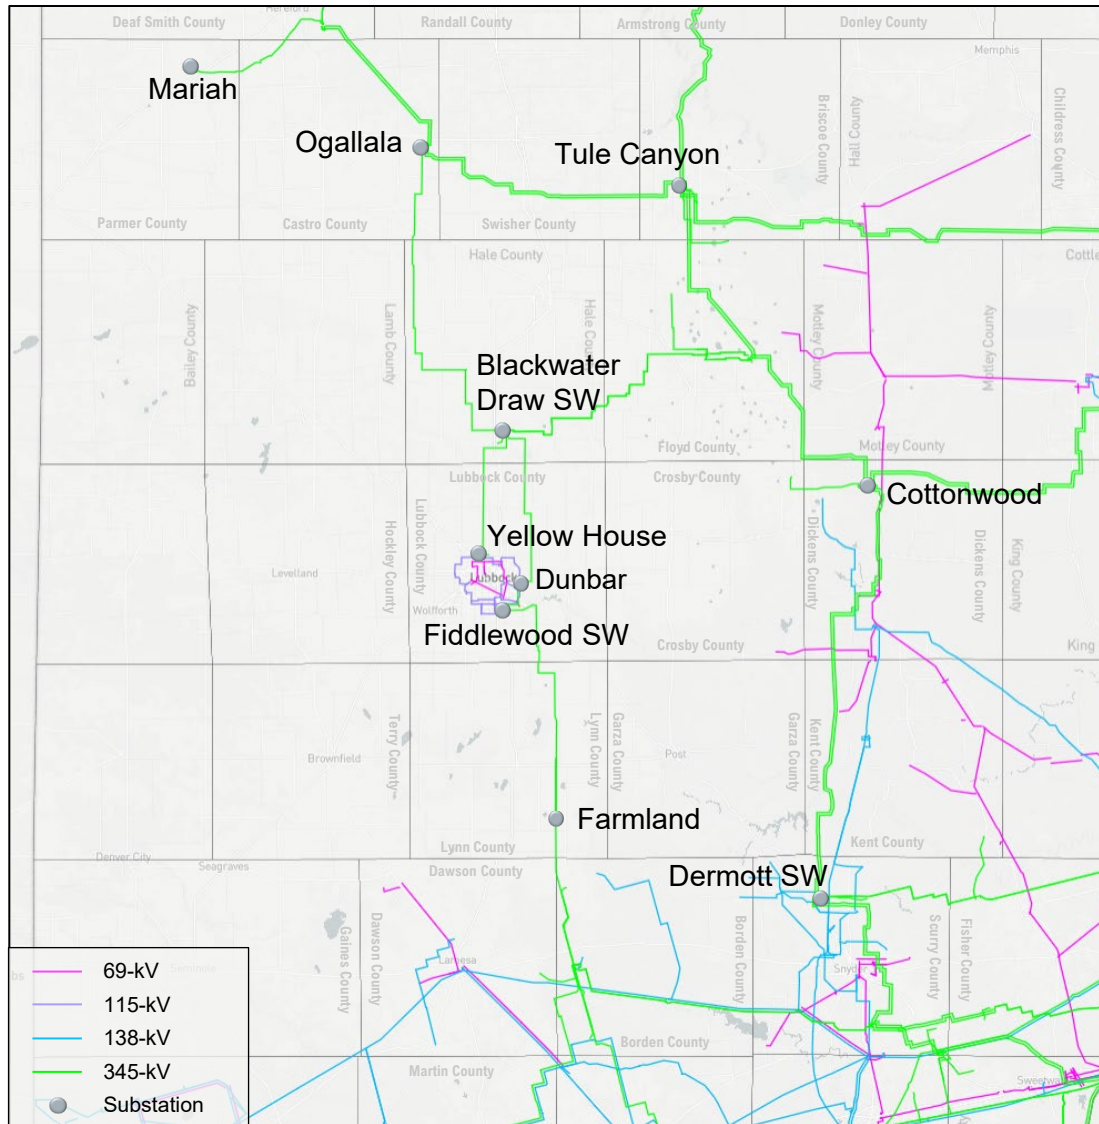 Hereford
Deaf Smith County
Randall County
Armstrong County
Donley County
Memphis
Mariah
Briscoe County
Hall County
Childress County
Ogallala
Tule Canyon
Parmer County
Castro County
Swisher County
Hale County
Bailey County
Lamb County
Motley County
Motley County
Blackwater
Draw SW
Floyd County
Motley County
Lubbock County
Crosby County
Cottonwood
Lubbock County
Hockley County
Dickens County
Dickens County
King County
Yellow House
Levelland
Lubbock
Dunbar
Wolfforth
Fiddlewood SW
Crosby County
King
Terry County
Lynn County
Garza County
Garza County
Kent County
Post
Brownfield
Farmland
Lynn County
Kent County
Denver City
Seagraves
Dawson County
Dermott SW
Gaines County
Dawson County
Borden County
Scurry County
Fisher County
Lamesa
Snyder
Seminole
Borden County
Martin County
69-kV
115-kV
138-kV
345-kV
Substation